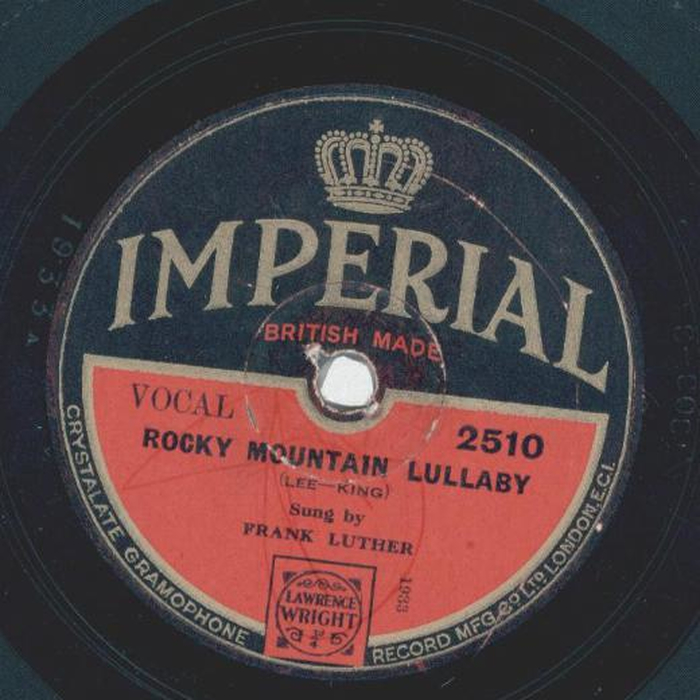 IMPERIAL
BRITISH MADE
VOCAL
2510
ROCKY MOUNTAIN LULLABY
(LEE—KING)
Sung by
FRANK LUTHER
LAWRENCE
WRIGHT
1933
CRYSTALATE GRAMOPHONE RECORD MFG. CO LTD LONDON, E.C.1.
1933A